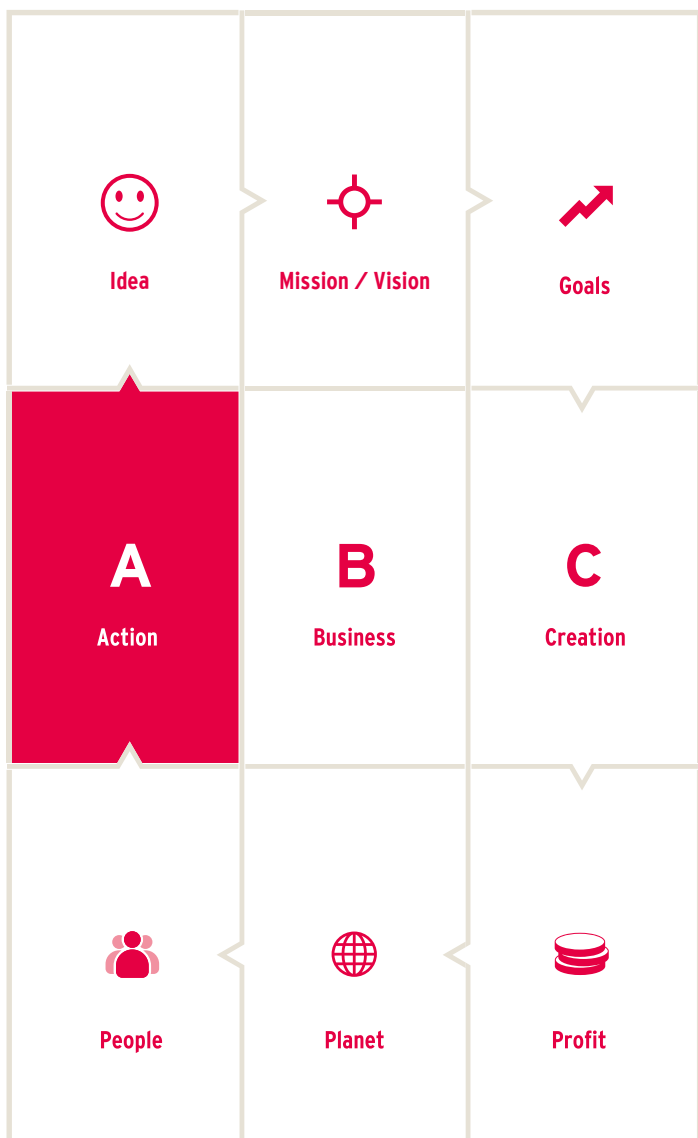 Idea
Mission / Vision
Goals
A
Action
B
Business
C
Creation
People
Planet
Profit